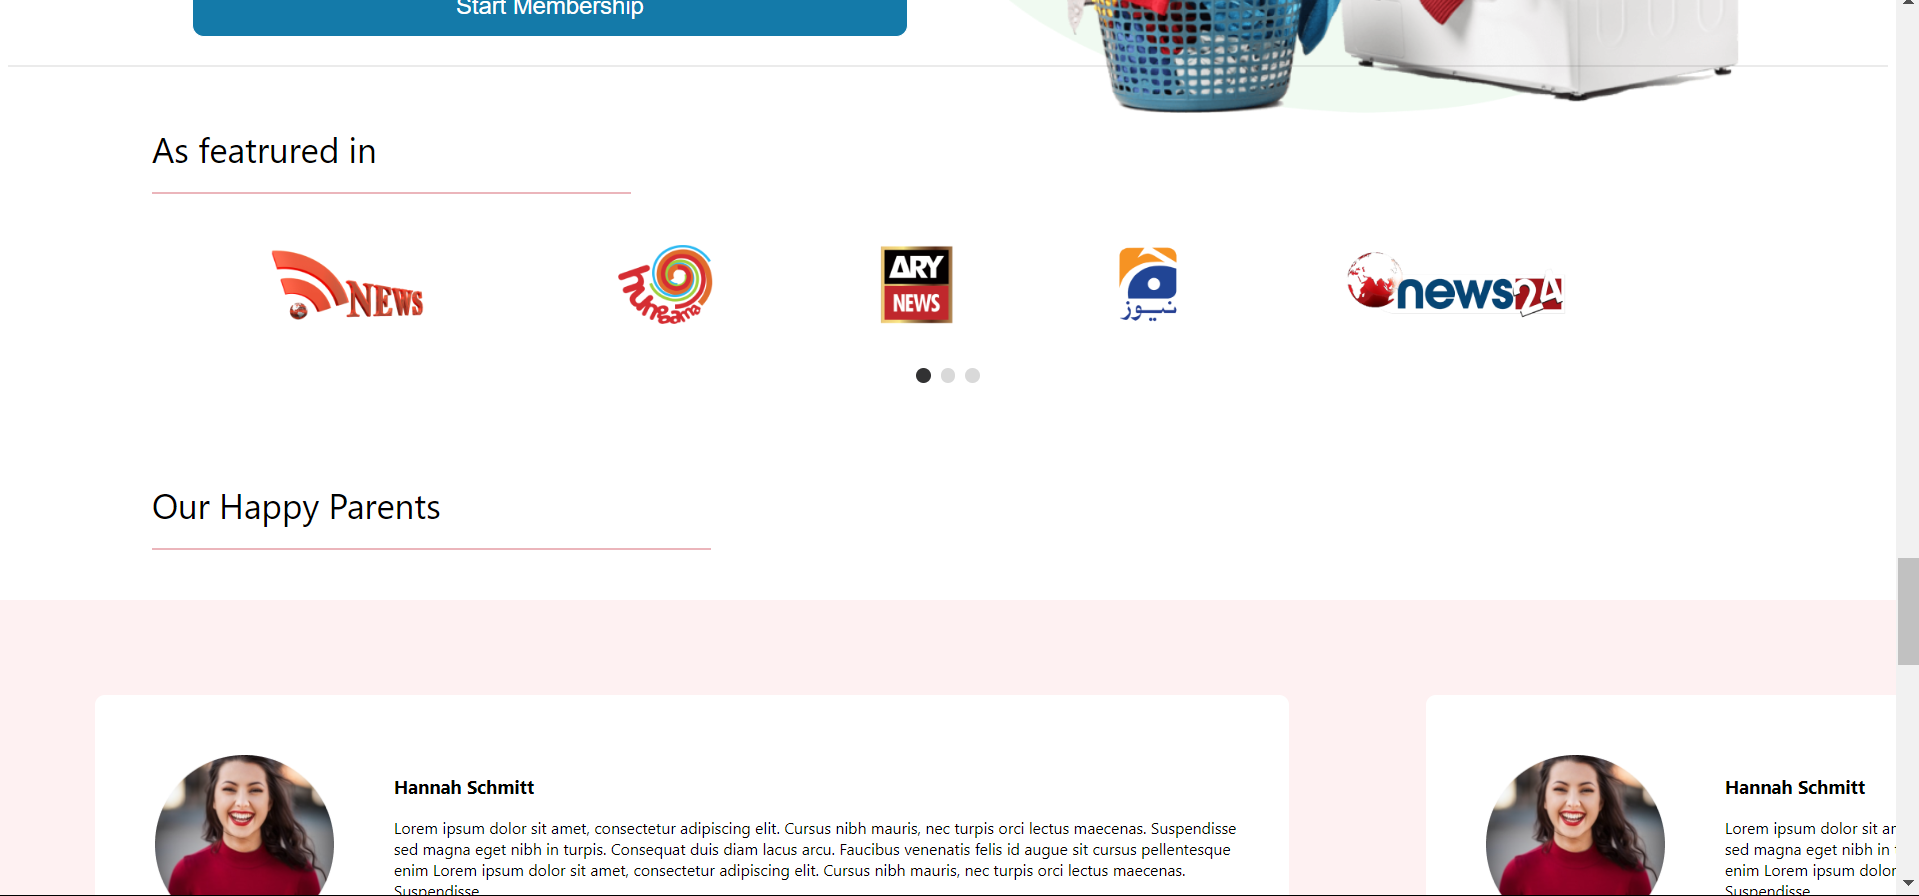 Start Membership
As featrured in
NEWS
hungama
ARY
NEWS
نیوز
news24
Our Happy Parents
Hannah Schmitt
Lorem ipsum dolor sit amet, consectetur adipiscing elit. Cursus nibh mauris, nec turpis orci lectus maecenas. Suspendisse
sed magna eget nibh in turpis. Consequat duis diam lacus arcu. Faucibus venenatis felis id augue sit cursus pellentesque
enim Lorem ipsum dolor sit amet, consectetur adipiscing elit. Cursus nibh mauris, nec turpis orci lectus maecenas.
Suspendisse
Hannah Schmitt
Lorem ipsum dolor sit
sed magna eget nibh in
enim Lorem ipsum dolor
Suspendisse